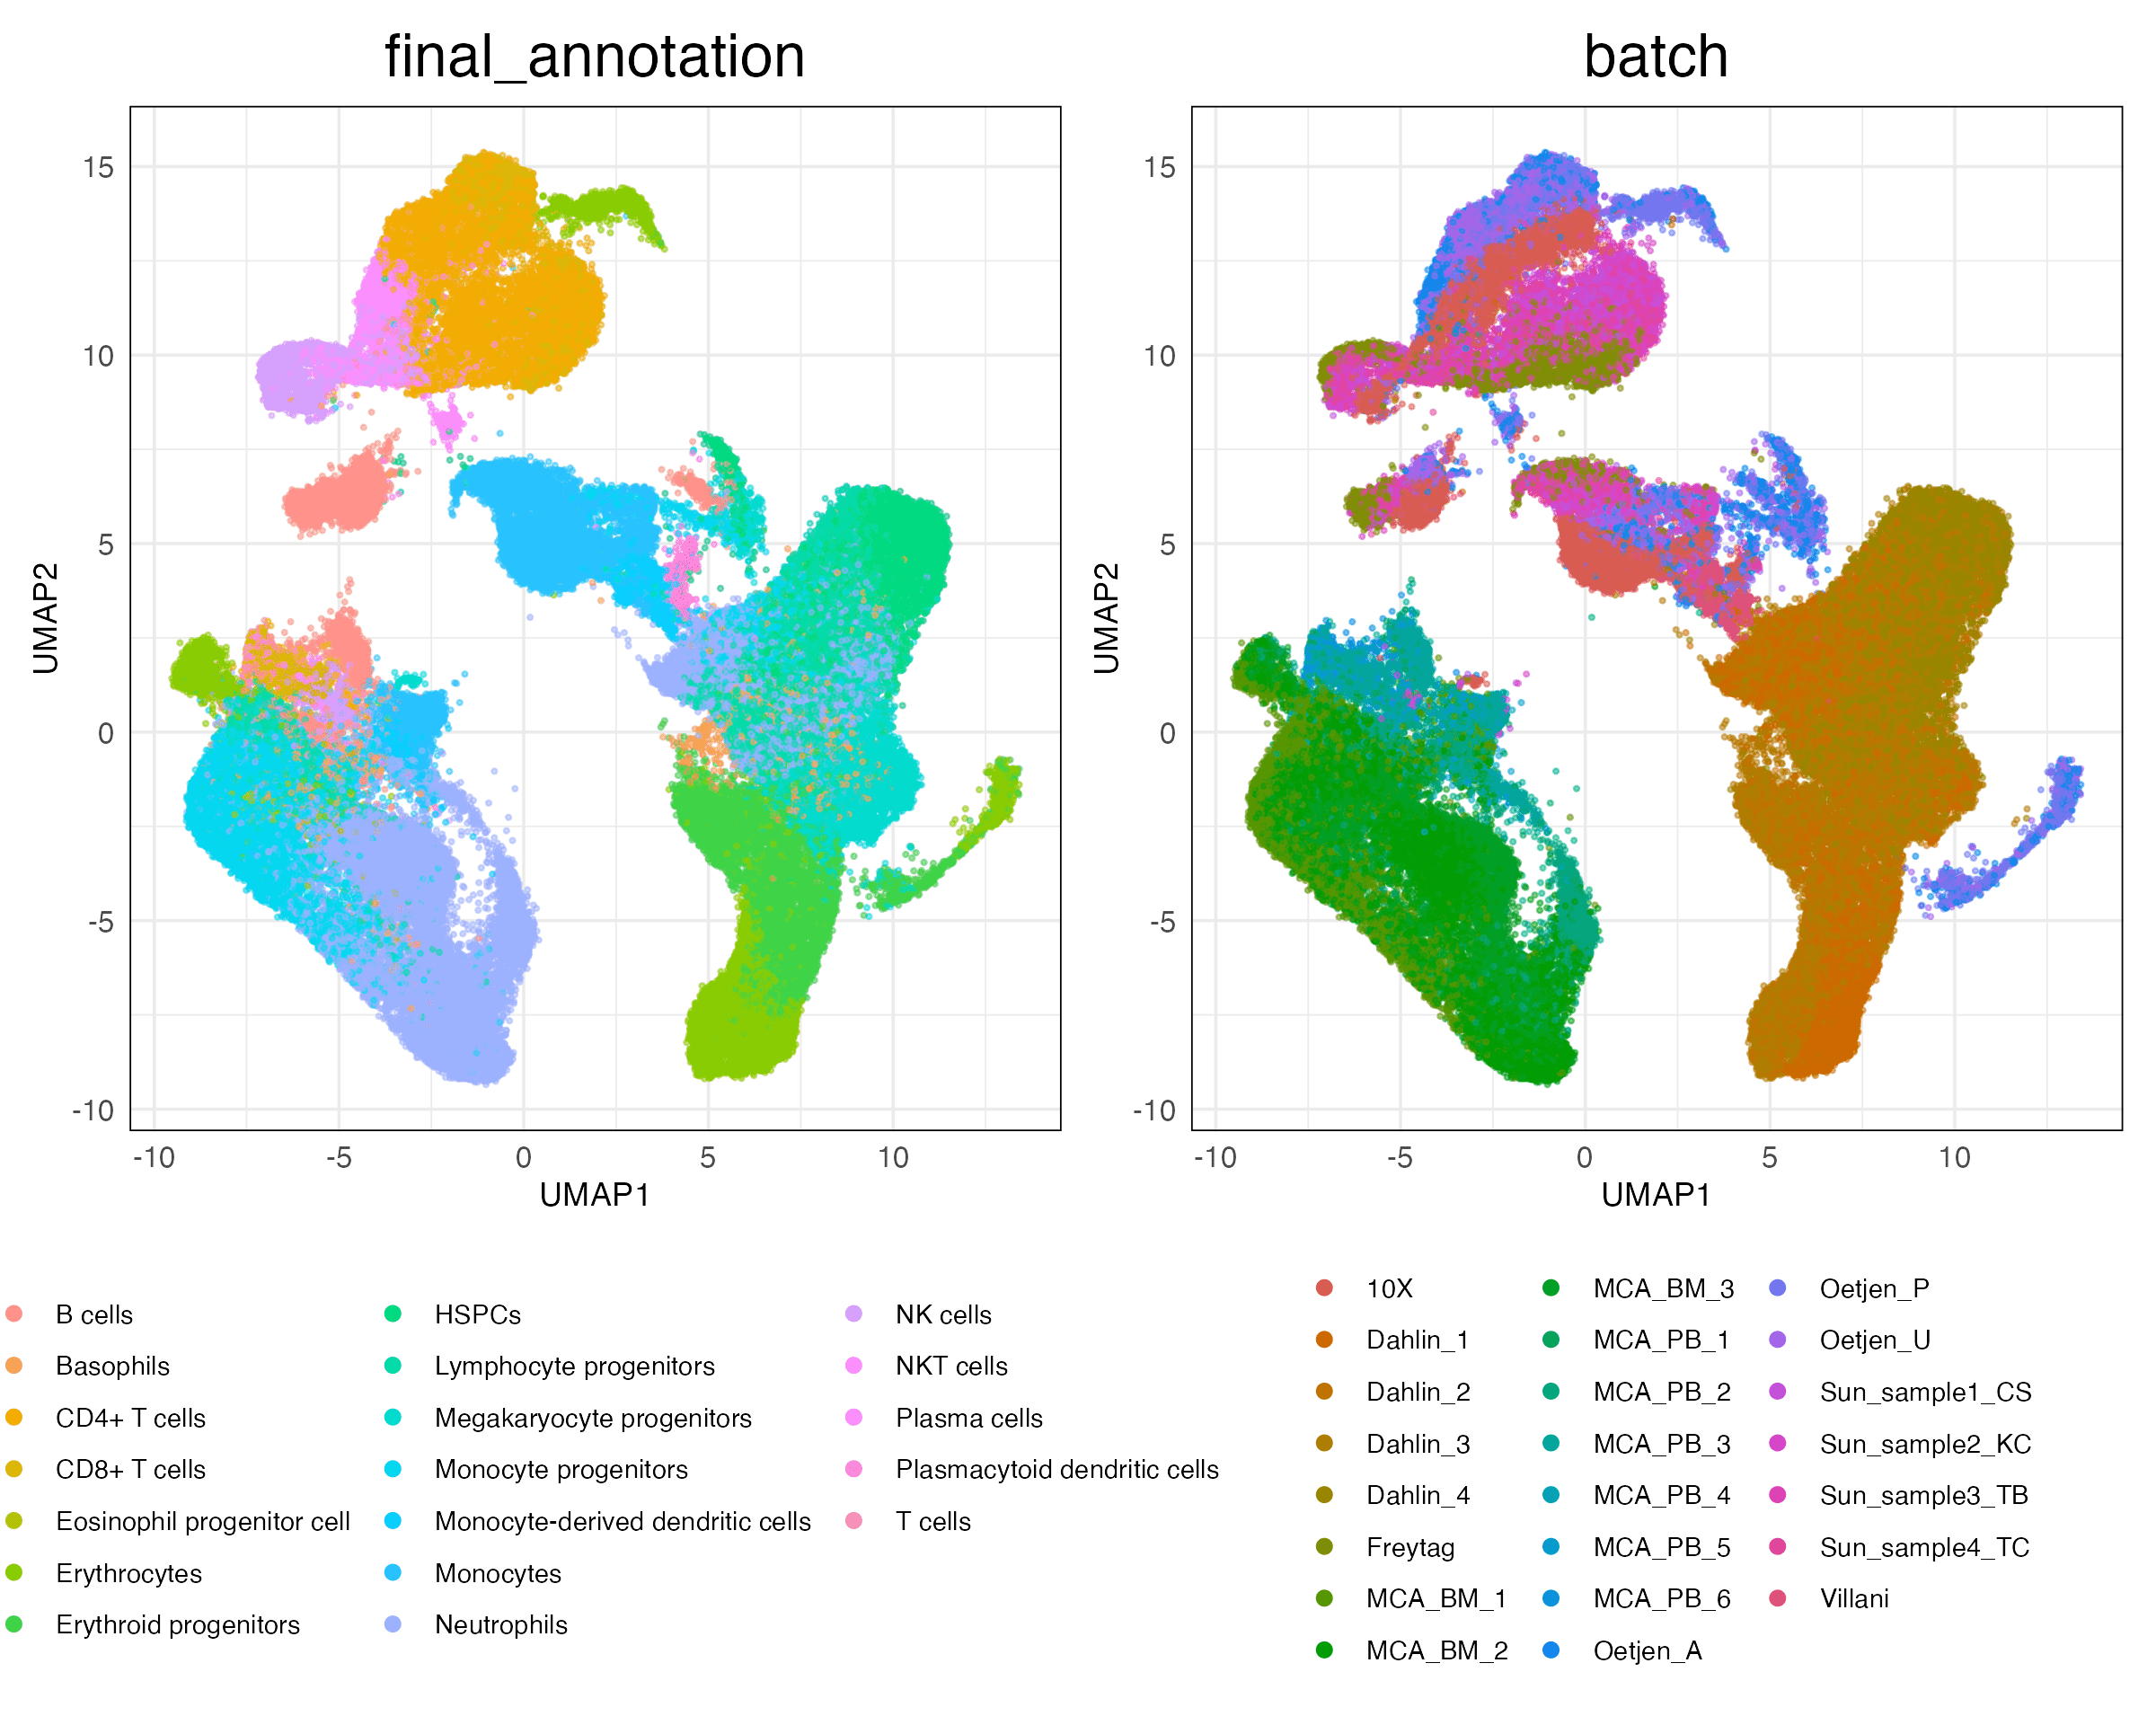 final_annotation
batch
15
10
5
0
-5
-10
-10
-5
0
5
10
UMAP1
UMAP2
15
10
5
0
-5
-10
-10
-5
0
5
10
UMAP1
UMAP2
B cells
Basophils
CD4+ T cells
CD8+ T cells
Eosinophil progenitor cell
Erythrocytes
Erythroid progenitors
HSPCs
Lymphocyte progenitors
Megakaryocyte progenitors
Monocyte progenitors
Monocyte-derived dendritic cells
Monocytes
Neutrophils
NK cells
NKT cells
Plasma cells
Plasmacytoid dendritic cells
T cells
10X
Dahlin_1
Dahlin_2
Dahlin_3
Dahlin_4
Freytag
MCA_BM_1
MCA_BM_2
MCA_BM_3
MCA_PB_1
MCA_PB_2
MCA_PB_3
MCA_PB_4
MCA_PB_5
MCA_PB_6
Oetjen_A
Oetjen_P
Oetjen_U
Sun_sample1_CS
Sun_sample2_KC
Sun_sample3_TB
Sun_sample4_TC
Villani